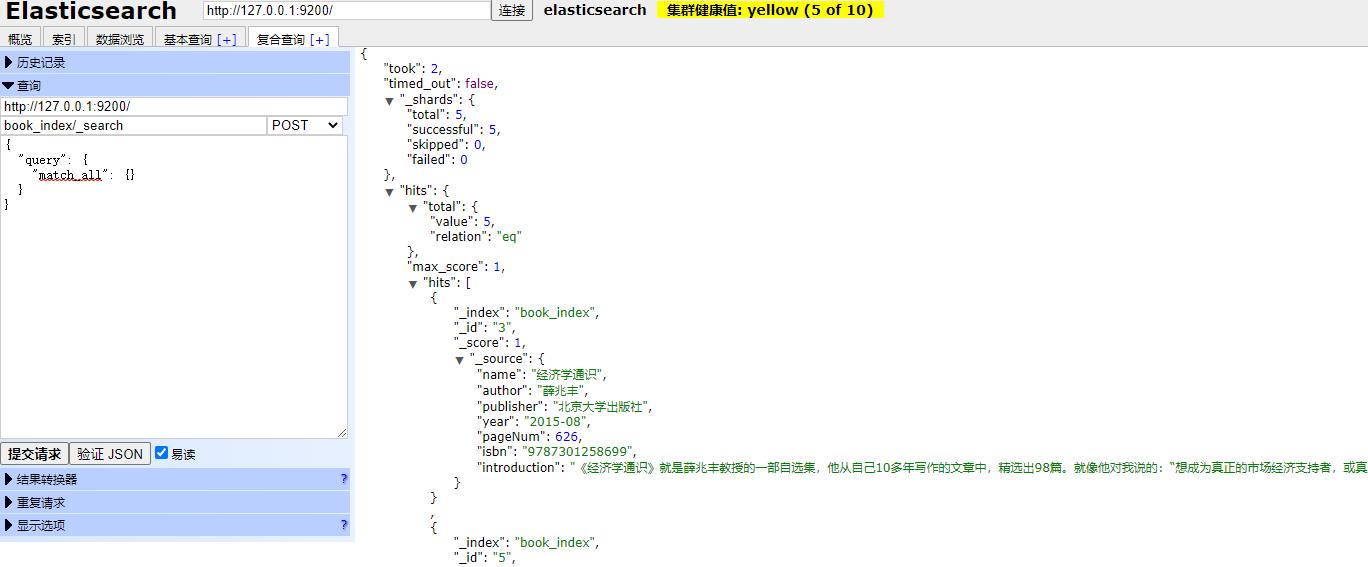 Elasticsearch http://127.0.0.1:9200/ 连接 elasticsearch 集群健康值: yellow (5 of 10)
概览 索引 数据浏览 基本查询 [+] 复合查询 [+]
历史记录
查询
http://127.0.0.1:9200/
book_index/_search POST
{
"query": {
"match_all": {}
}
}
提交请求 验证 JSON 易读
结果转换器 ?
重复请求
显示选项 ?
{
"took": 2,
"timed_out": false,
"_shards": {
"total": 5,
"successful": 5,
"skipped": 0,
"failed": 0
},
"hits": {
"total": {
"value": 5,
"relation": "eq"
},
"max_score": 1,
"hits": [
{
"_index": "book_index",
"_id": "3",
"_score": 1,
"_source": {
"name": "经济学通识",
"author": "薛兆丰",
"publisher": "北京大学出版社",
"year": "2015-08",
"pageNum": 626,
"isbn": "9787301258699",
"introduction": "《经济学通识》就是薛兆丰教授的一部自选集，他从自己10多年写作的文章中，精选出98篇。就像他对我说的：“想成为真正的市场经济支持者，或真
}
}
,
{
"_index": "book_index",
"_id": "5",